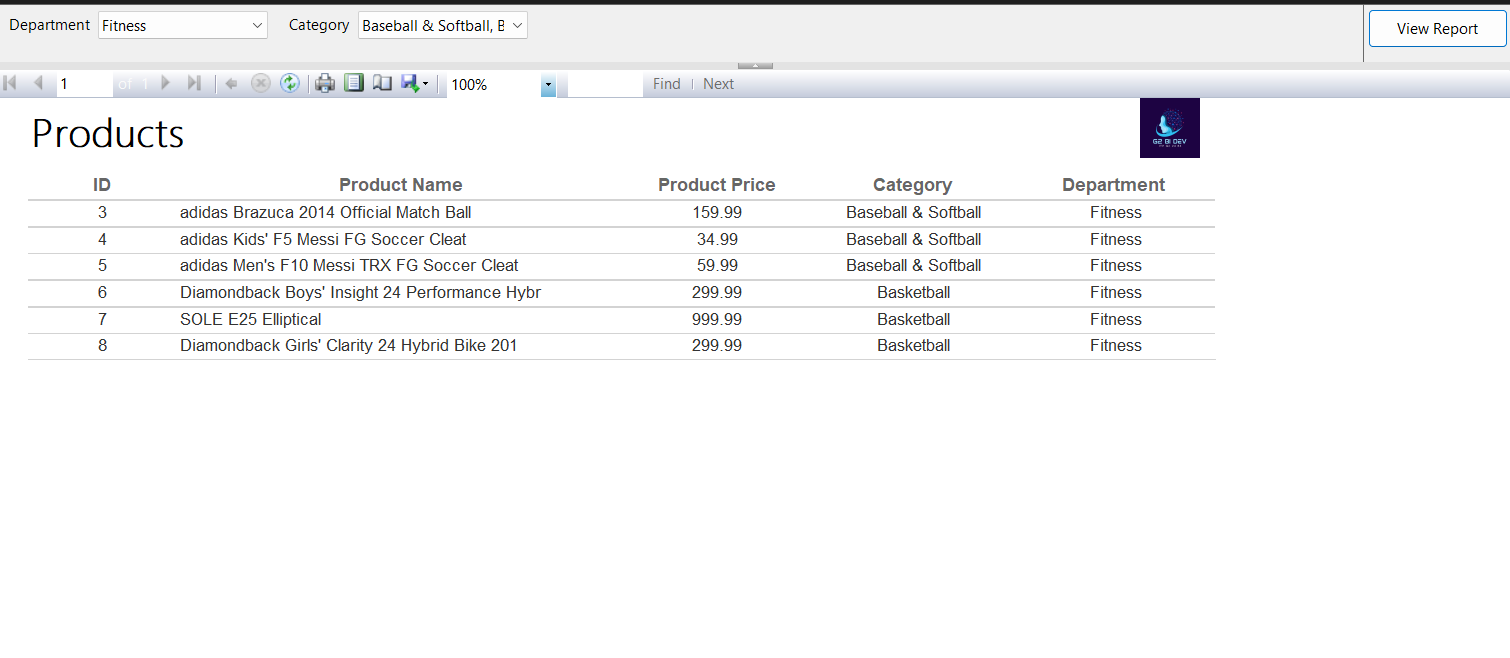 Department Fitness Category Baseball & Softball, B View Report
1 of 1 100% Find Next
Products
G2 BI DEV
ID Product Name Product Price Category Department
3 adidas Brazuca 2014 Official Match Ball 159.99 Baseball & Softball Fitness
4 adidas Kids' F5 Messi FG Soccer Cleat 34.99 Baseball & Softball Fitness
5 adidas Men's F10 Messi TRX FG Soccer Cleat 59.99 Baseball & Softball Fitness
6 Diamondback Boys' Insight 24 Performance Hybr 299.99 Basketball Fitness
7 SOLE E25 Elliptical 999.99 Basketball Fitness
8 Diamondback Girls' Clarity 24 Hybrid Bike 201 299.99 Basketball Fitness